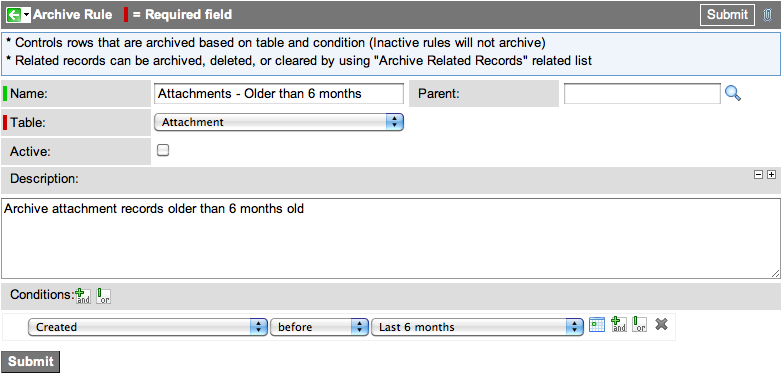 Archive Rule = Required field Submit
* Controls rows that are archived based on table and condition (Inactive rules will not archive)
* Related records can be archived, deleted, or cleared by using "Archive Related Records" related list
Name: Attachments - Older than 6 months Parent:
Table: Attachment
Active:
Description:
Archive attachment records older than 6 months old
Conditions: and or
Created before Last 6 months and or
Submit